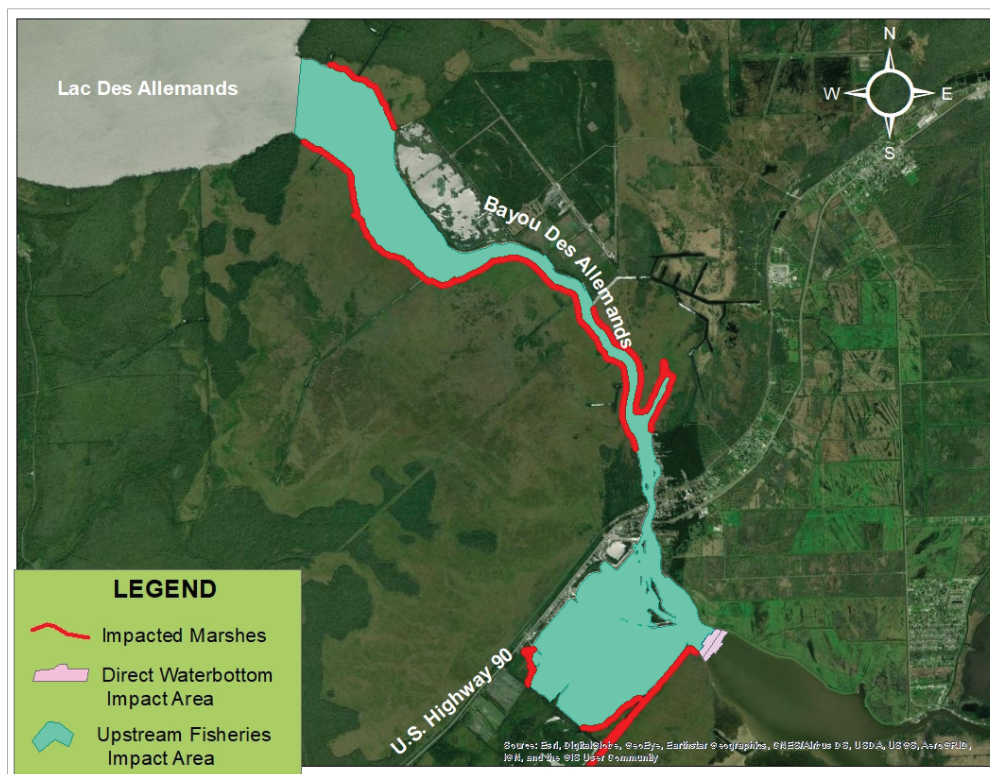 Lac Des Allemands
N
W
E
S
Bayou Des Allemands
U.S. Highway 90
LEGEND
Impacted Marshes
Direct Waterbottom
Impact Area
Upstream Fisheries
Impact Area
Source: Esri, DigitalGlobe, GeoEye, Earthstar Geographics, CNES/Airbus DS, USDA, USGS, AeroGRID,
IGN, and the GIS User Community